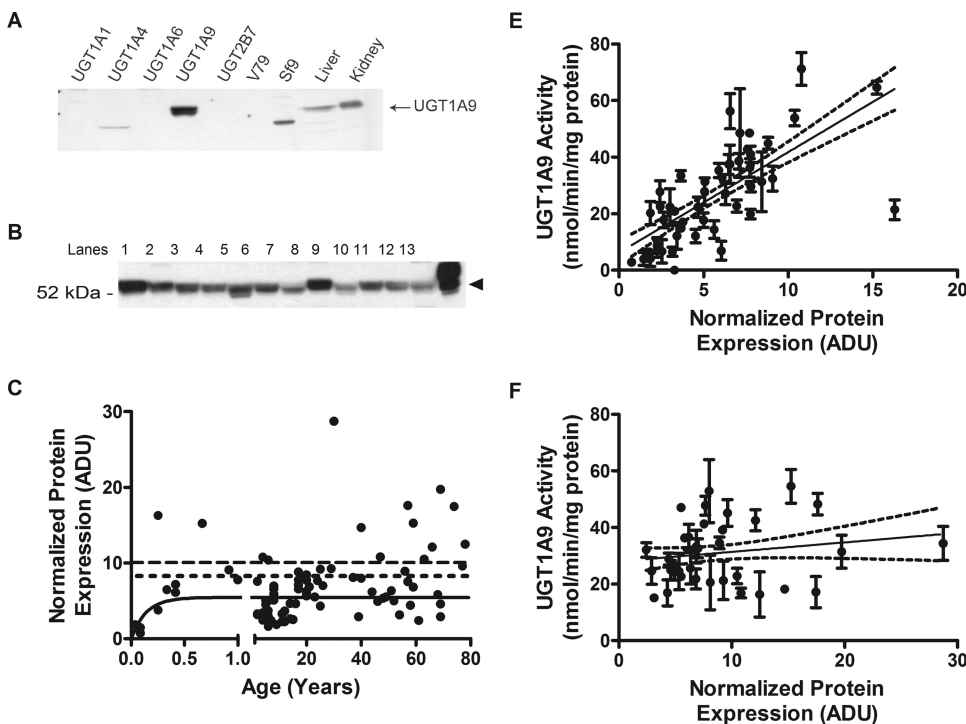 A
UGT1A1
UGT1A4
UGT1A6
UGT1A9
UGT2B7
V79
Sf9
Liver
Kidney
←UGT1A9
B
Lanes 1 2 3 4 5 6 7 8 9 10 11 12 13
52 kDa -
C
Normalized Protein
Expression (ADU)
30
20
10
0
0.0 0.5 1.0 20 40 60 80
Age (Years)
E
UGT1A9 Activity
(nmol/min/mg protein)
80
60
40
20
0
0 5 10 15 20
Normalized Protein
Expression (ADU)
F
UGT1A9 Activity
(nmol/min/mg protein)
80
60
40
20
0
0 10 20 30
Normalized Protein
Expression (ADU)